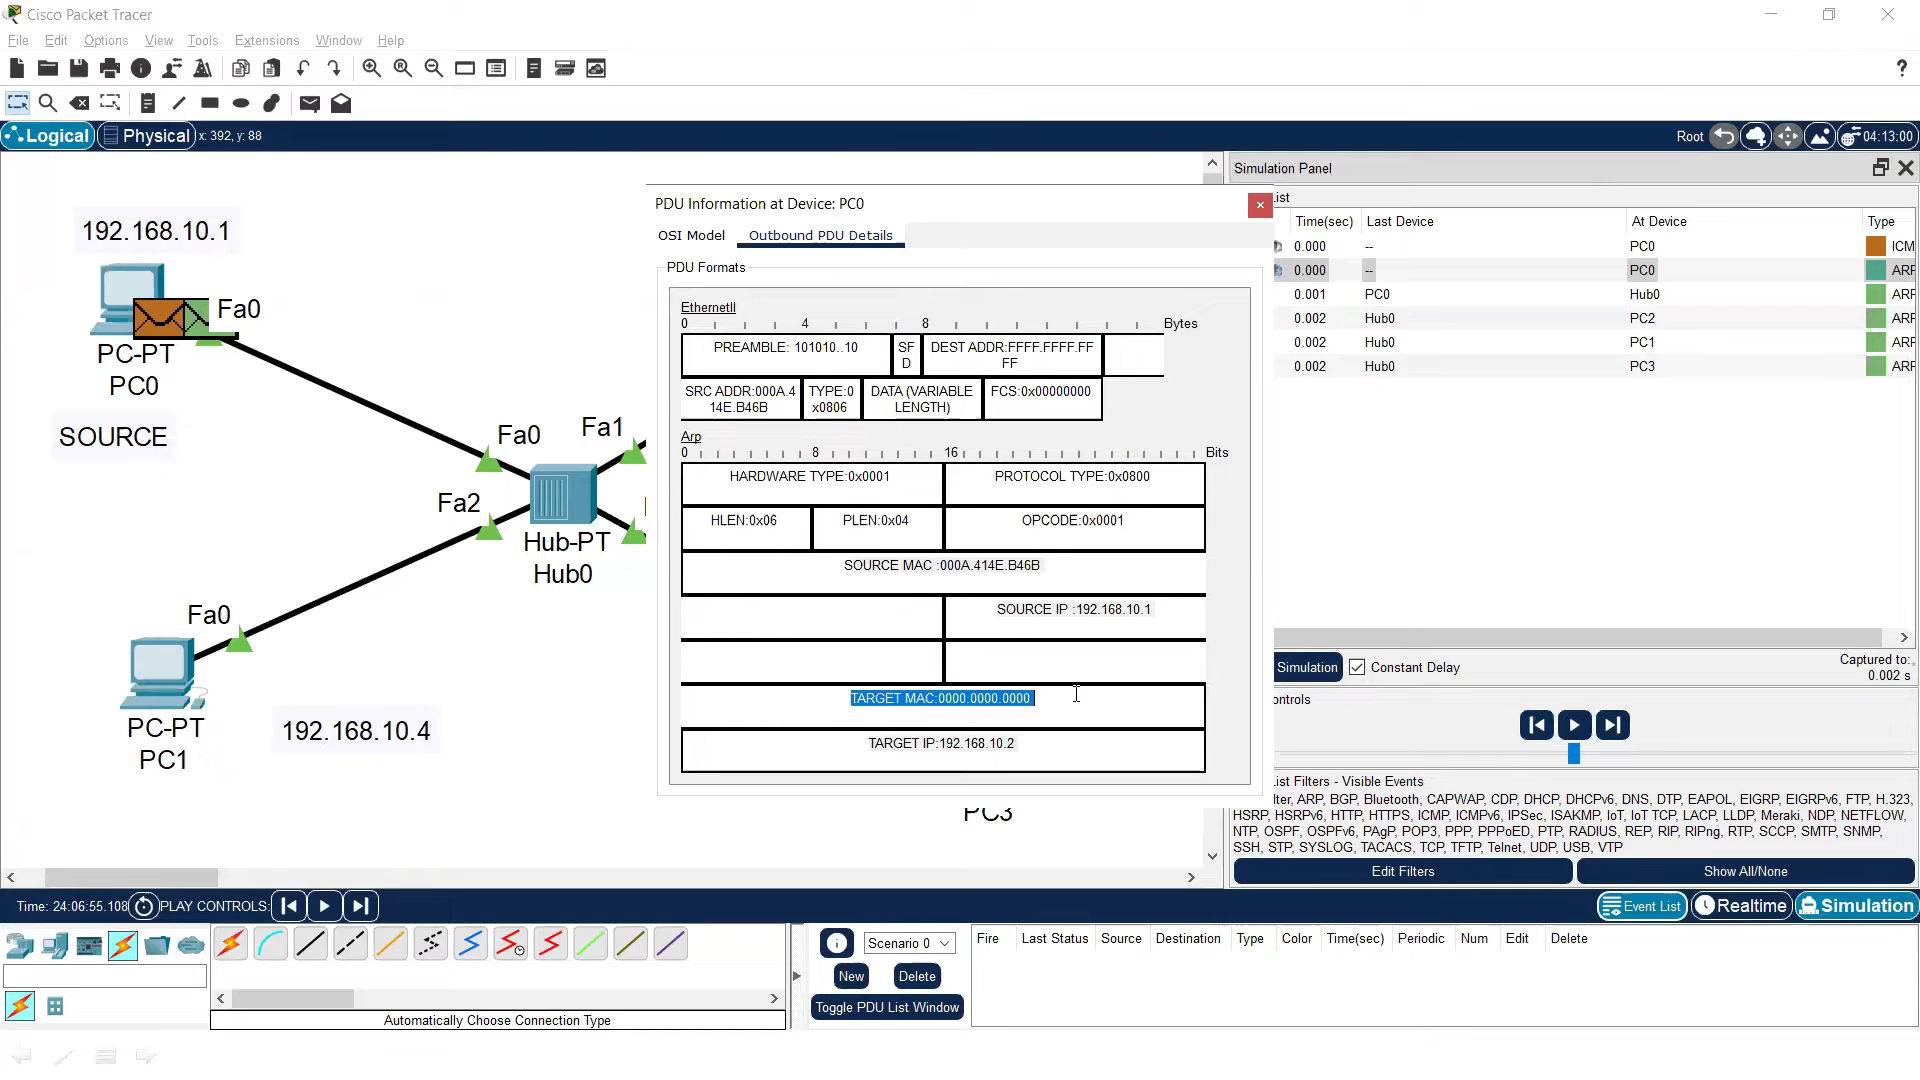 Cisco Packet Tracer
File Edit Options View Tools Extensions Window Help
?
Logical Physical x: 392, y: 88
Root 04:13:00
192.168.10.1
Fa0
PC-PT
PC0
SOURCE
Fa0 Fa1
Fa2
Hub-PT
Hub0
Fa0
PC-PT
PC1
192.168.10.4
PC3
PDU Information at Device: PC0
OSI Model Outbound PDU Details
PDU Formats
EthernetII
0 4 8 Bytes
PREAMBLE: 101010..10
SF
D
DEST ADDR:FFFF.FFFF.FF
FF
SRC ADDR:000A.4
14E.B46B
TYPE:0
x0806
DATA (VARIABLE
LENGTH)
FCS:0x00000000
Arp
0 8 16 Bits
HARDWARE TYPE:0x0001 PROTOCOL TYPE:0x0800
HLEN:0x06 PLEN:0x04 OPCODE:0x0001
SOURCE MAC :000A.414E.B46B
SOURCE IP :192.168.10.1
TARGET MAC:0000.0000.0000
TARGET IP:192.168.10.2
Simulation Panel
ist
Time(sec) Last Device At Device Type
0.000 -- PC0 ICM
0.000 -- PC0 ARP
0.001 PC0 Hub0 ARP
0.002 Hub0 PC2 ARP
0.002 Hub0 PC1 ARP
0.002 Hub0 PC3 ARP
Simulation Constant Delay
Captured to:
0.002 s
ontrols
ist Filters - Visible Events
lter, ARP, BGP, Bluetooth, CAPWAP, CDP, DHCP, DHCPv6, DNS, DTP, EAPOL, EIGRP, EIGRPv6, FTP, H.323,
HSRP, HSRPv6, HTTP, HTTPS, ICMP, ICMPv6, IPSec, ISAKMP, IoT, IoT TCP, LACP, LLDP, Meraki, NDP, NETFLOW,
NTP, OSPF, OSPFv6, PAgP, POP3, PPP, PPPoED, PTP, RADIUS, REP, RIP, RIPng, RTP, SCCP, SMTP, SNMP,
SSH, STP, SYSLOG, TACACS, TCP, TFTP, Telnet, UDP, USB, VTP
Edit Filters Show All/None
Time: 24:06:55.108 PLAY CONTROLS:
Event List Realtime Simulation
Scenario 0
New Delete
Toggle PDU List Window
Fire Last Status Source Destination Type Color Time(sec) Periodic Num Edit Delete
Automatically Choose Connection Type